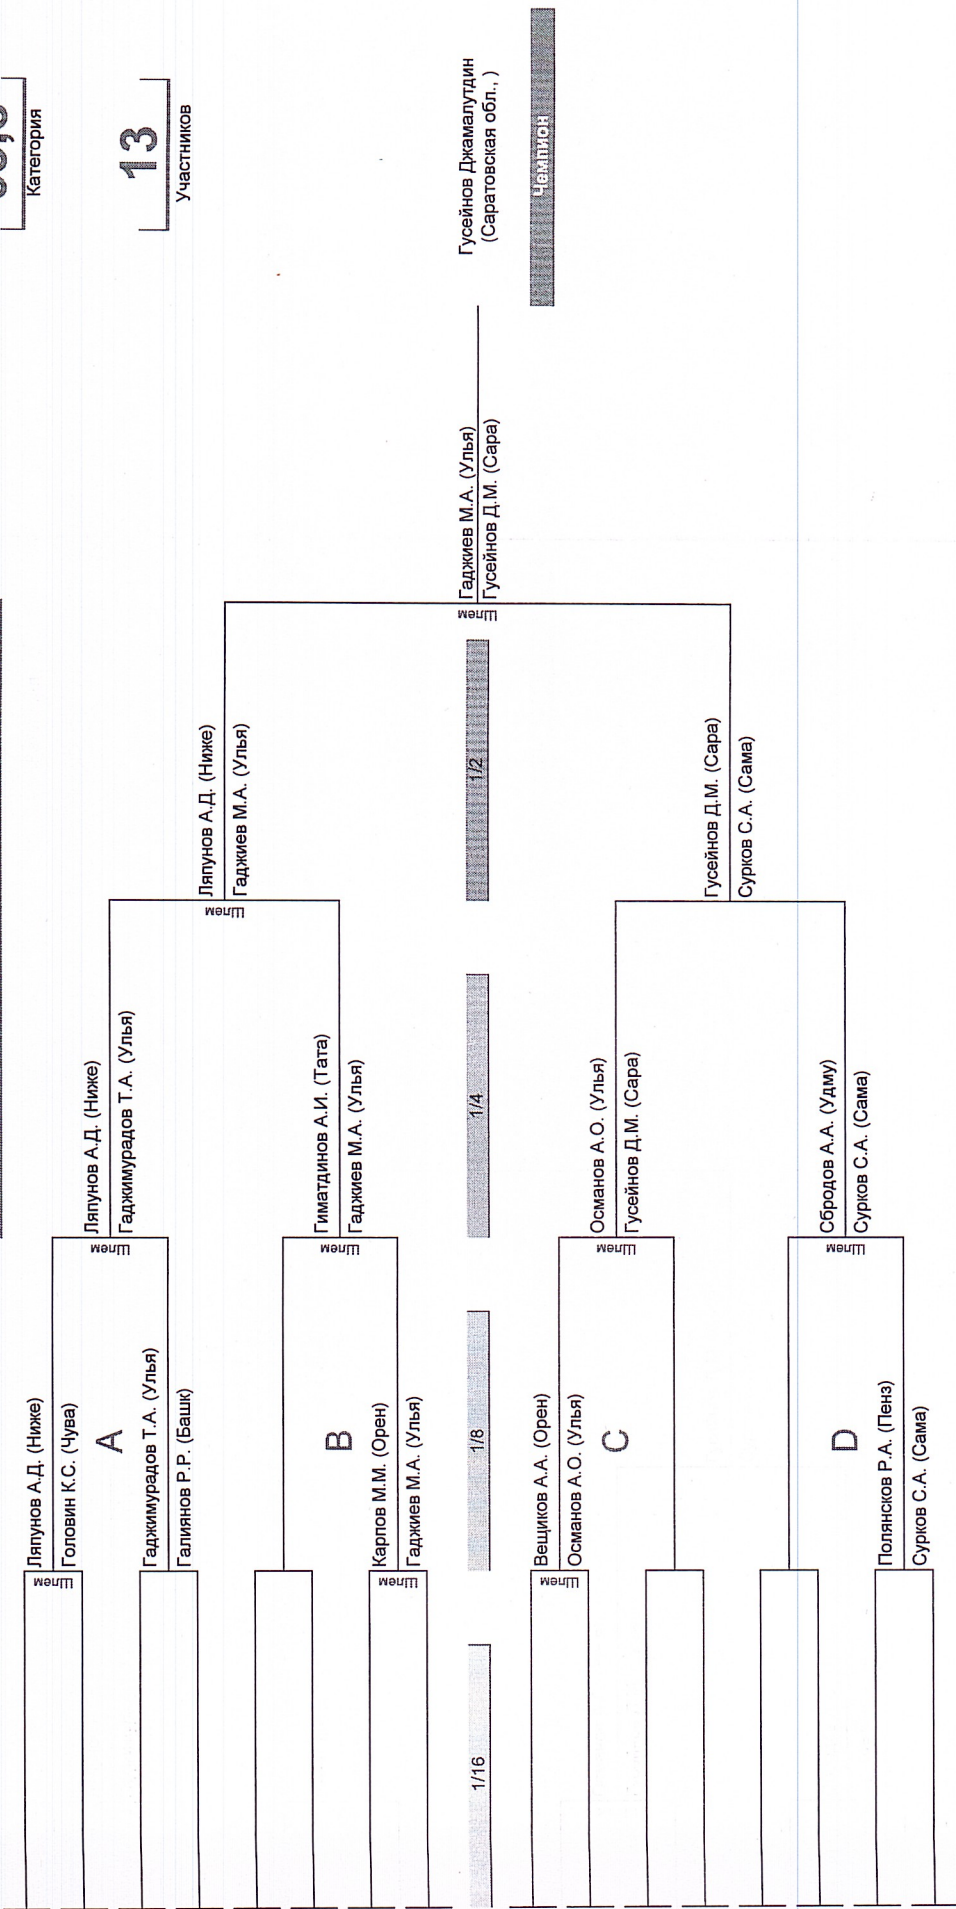 Категория
13
Участников
Ляпунов А.Д. (Ниже)
Головин К.С. (Чува)
Шлем
A
Гаджимурадов Т.А. (Улья)
Галиянов Р.Р. (Башк)
B
Карпов М.М. (Орен)
Гаджиев М.А. (Улья)
Шлем
1/16
1/8
1/4
1/2
Вещиков А.А. (Орен)
Османов А.О. (Улья)
Шлем
C
D
Полянсков Р.А. (Пенз)
Сурков С.А. (Сама)
Ляпунов А.Д. (Ниже)
Гаджимурадов Т.А. (Улья)
Шлем
Гиматдинов А.И. (Тата)
Гаджиев М.А. (Улья)
Шлем
Османов А.О. (Улья)
Гусейнов Д.М. (Сара)
Шлем
Сбродов А.А. (Удму)
Сурков С.А. (Сама)
Шлем
Ляпунов А.Д. (Ниже)
Гаджиев М.А. (Улья)
Шлем
Гусейнов Д.М. (Сара)
Сурков С.А. (Сама)
Гаджиев М.А. (Улья)
Гусейнов Д.М. (Сара)
Шлем
Гусейнов Джамалутдин
(Саратовская обл., )
Чемпион